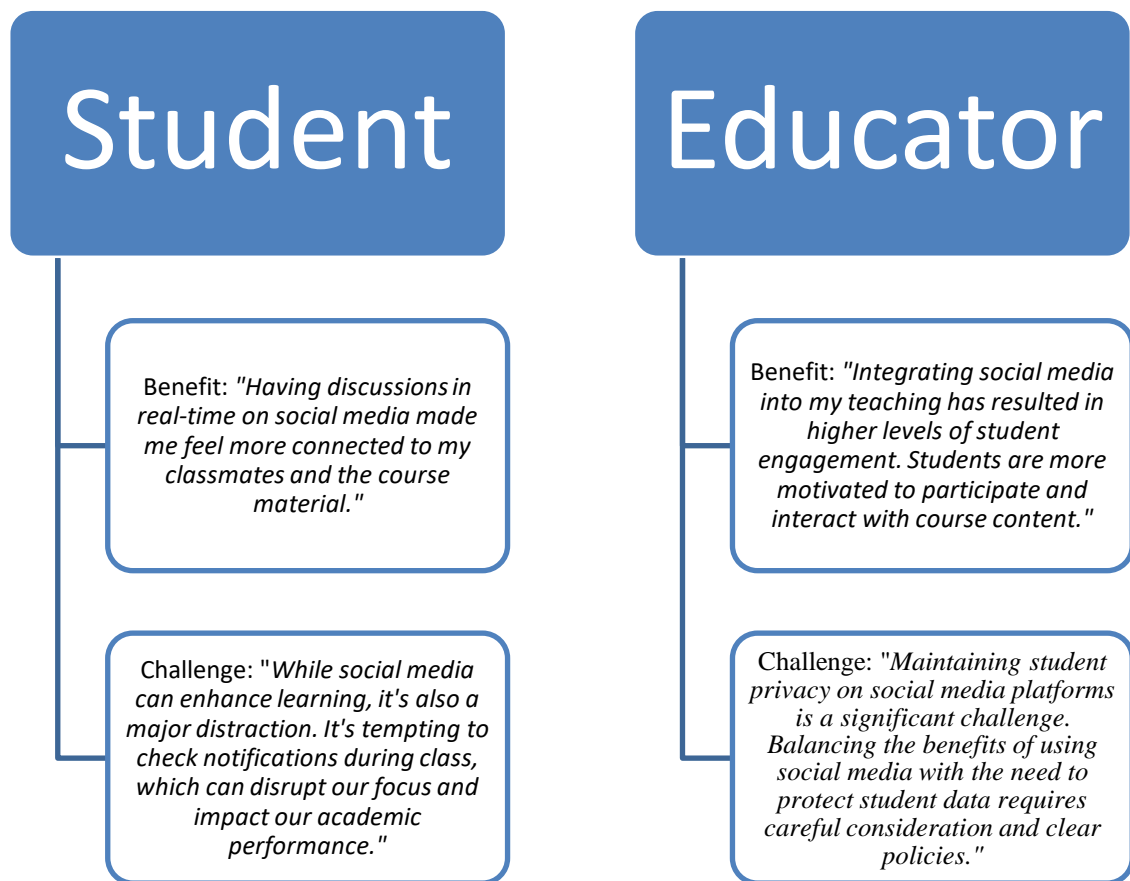 Student
Benefit: "Having discussions in
real-time on social media made
me feel more connected to my
classmates and the course
material."
Challenge: "While social media
can enhance learning, it's also a
major distraction. It's tempting to
check notifications during class,
which can disrupt our focus and
impact our academic
performance."
Educator
Benefit: "Integrating social media
into my teaching has resulted in
higher levels of student
engagement. Students are more
motivated to participate and
interact with course content."
Challenge: "Maintaining student
privacy on social media platforms
is a significant challenge.
Balancing the benefits of using
social media with the need to
protect student data requires
careful consideration and clear
policies."